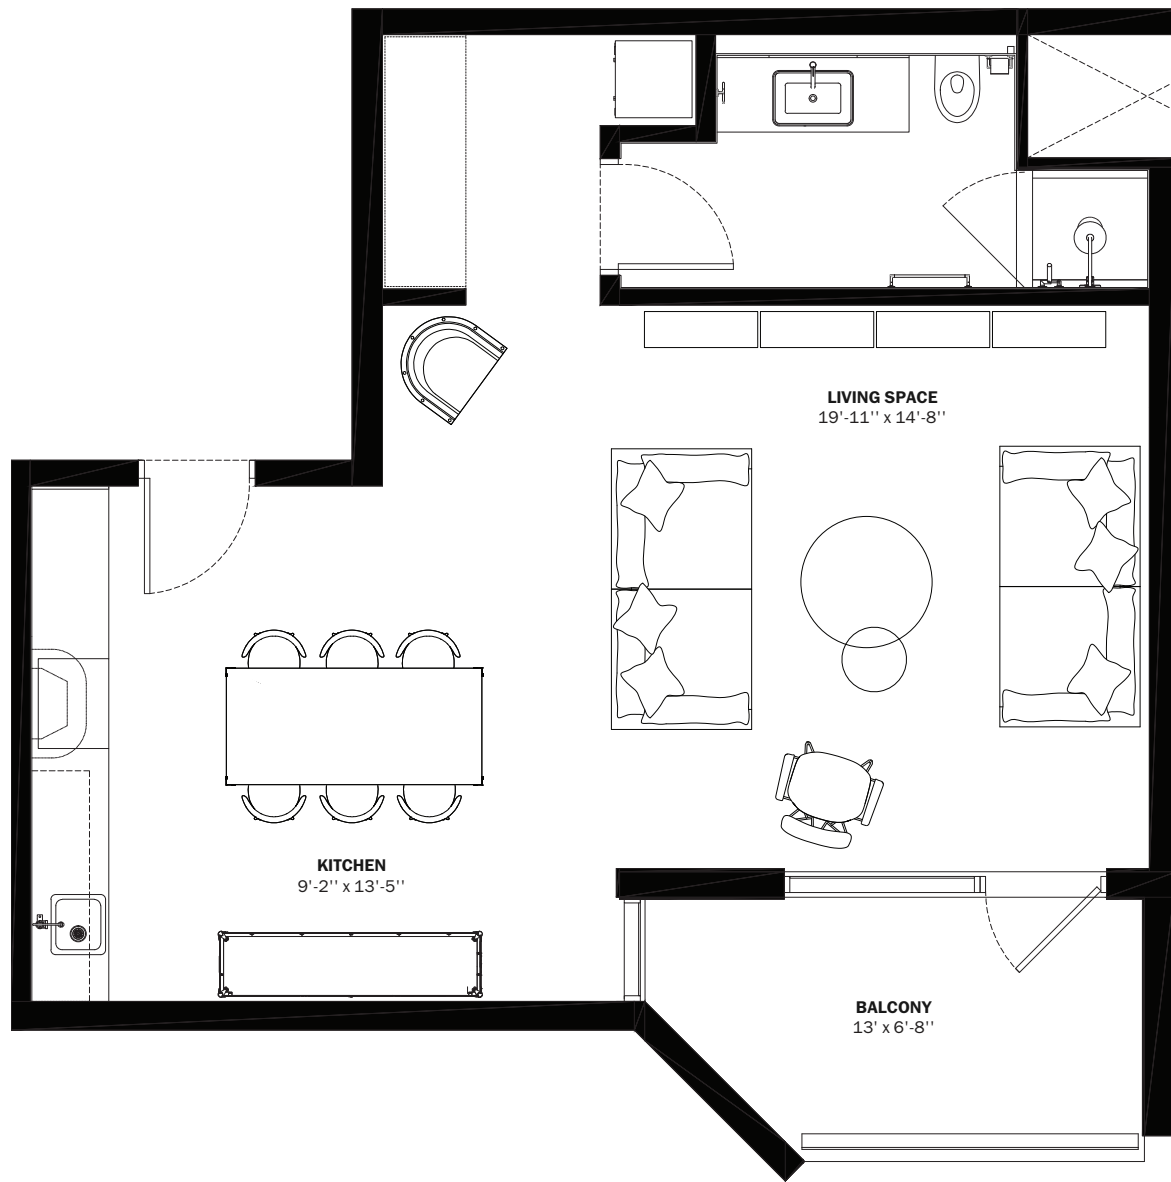 LIVING SPACE
19'-11'' x 14'-8''
KITCHEN
9'-2'' x 13'-5''
BALCONY
13' x 6'-8''